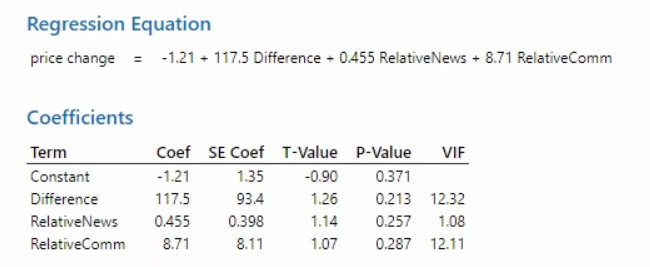 Regression Equation
price change = -1.21 + 117.5 Difference + 0.455 RelativeNews + 8.71 RelativeComm
Coefficients
Term Coef SE Coef T-Value P-Value VIF
Constant -1.21 1.35 -0.90 0.371
Difference 117.5 93.4 1.26 0.213 12.32
RelativeNews 0.455 0.398 1.14 0.257 1.08
RelativeComm 8.71 8.11 1.07 0.287 12.11